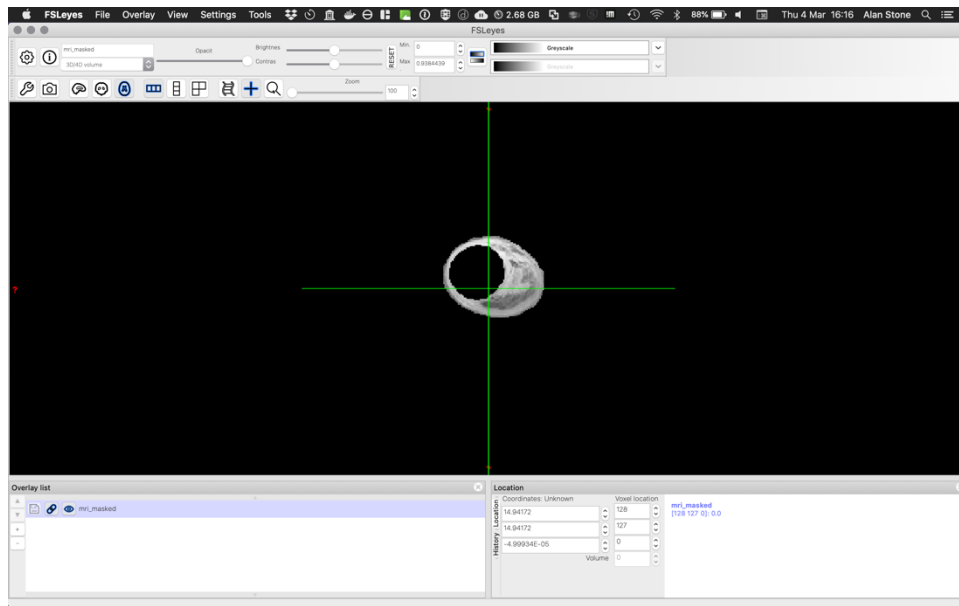 FSLeyes File Overlay View Settings Tools 2.68 GB 88% Thu 4 Mar 16:16 Alan Stone
FSLeyes
mri_masked
3D/4D volume
Opacit
Brightnes
Contras
RESET
Min 0
Max 0.9384439
Greyscale
Greyscale
Zoom
100
?
Overlay list
mri_masked
Location
History Location
Coordinates: Unknown
Voxel location
14.94172
128
14.94172
127
-4.99934E-05
0
Volume 0
mri_masked
[128 127 0]: 0.0